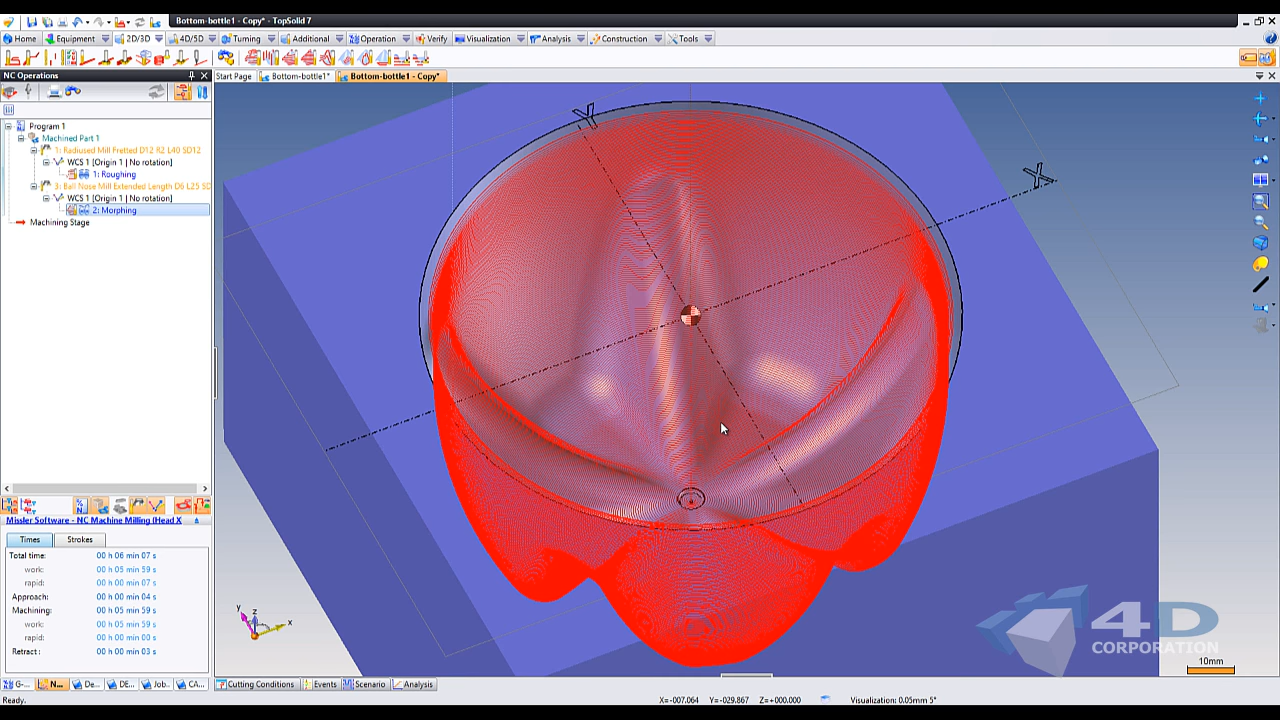 Bottom-bottle1 - Copy* - TopSolid 7
Home Equipment 2D/3D 4D/5D Turning Additional Operation Verify Visualization Analysis Construction Tools
NC Operations
Start Page Bottom-bottle1* Bottom-bottle1 - Copy*
Program 1
Machined Part 1
1: Radiused Mill Fretted D12 R2 L40 SD12
WCS 1 [Origin 1 | No rotation]
1: Roughing
3: Ball Nose Mill Extended Length D6 L25 SD
WCS 1 [Origin 1 | No rotation]
2: Morphing
Machining Stage
Y
X
Missler Software - NC Machine Milling (Head X
Times Strokes
Total time: 00 h 06 min 07 s
work: 00 h 05 min 59 s
rapid: 00 h 00 min 07 s
Approach: 00 h 00 min 04 s
Machining: 00 h 05 min 59 s
work: 00 h 05 min 59 s
rapid: 00 h 00 min 00 s
Retract : 00 h 00 min 03 s
y z x
4D
CORPORATION
10mm
G-... N... De... DE... Job... CA...
Cutting Conditions Events Scenario Analysis
Ready. X=-007.064 Y=-029.867 Z=+000.000 Visualization: 0.05mm 5°